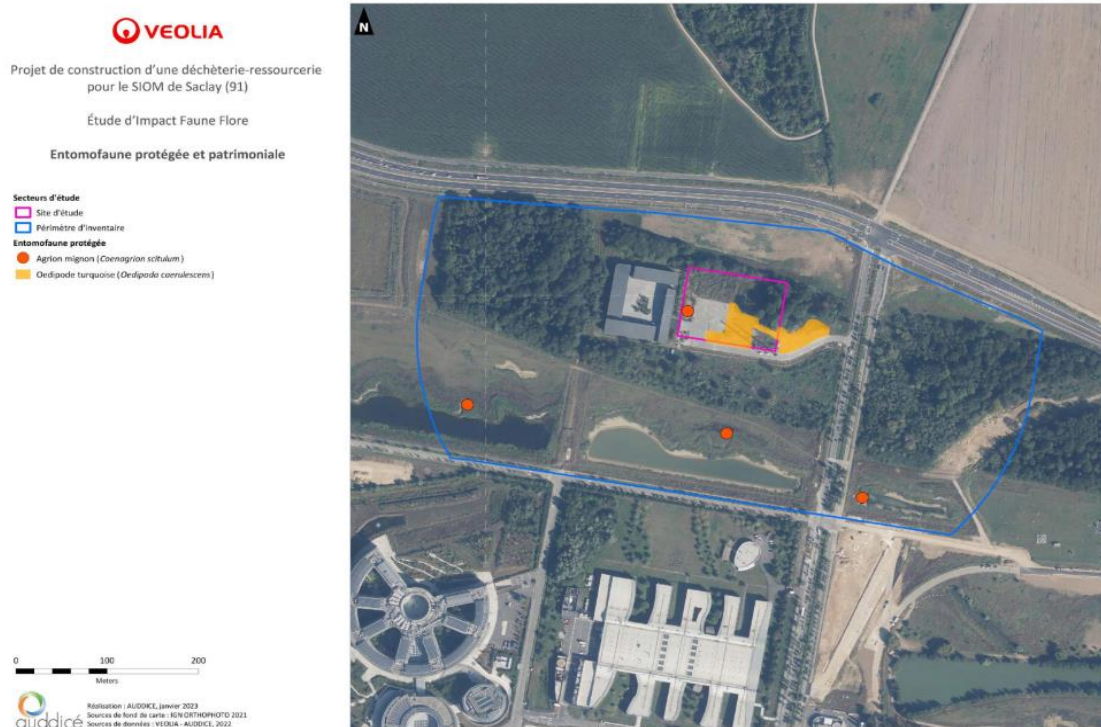 VEOLIA
Projet de construction d'une déchèterie-ressourcerie
pour le SIOM de Saclay (91)
Étude d'Impact Faune Flore
Entomofaune protégée et patrimoniale
Secteurs d'étude
Site d'étude
Périmètre d'inventaire
Entomofaune protégée
Agrion mignon (Coenagrion scitulum)
Oedipode turquoise (Oedipoda caerulescens)
0 100 200
Meters
auddicé
Réalisation : AUDDICE, janvier 2023
Sources de fond de carte : IGN ORTHOPHOTO 2021
Sources de données : VEOLIA - AUDDICE, 2022
N